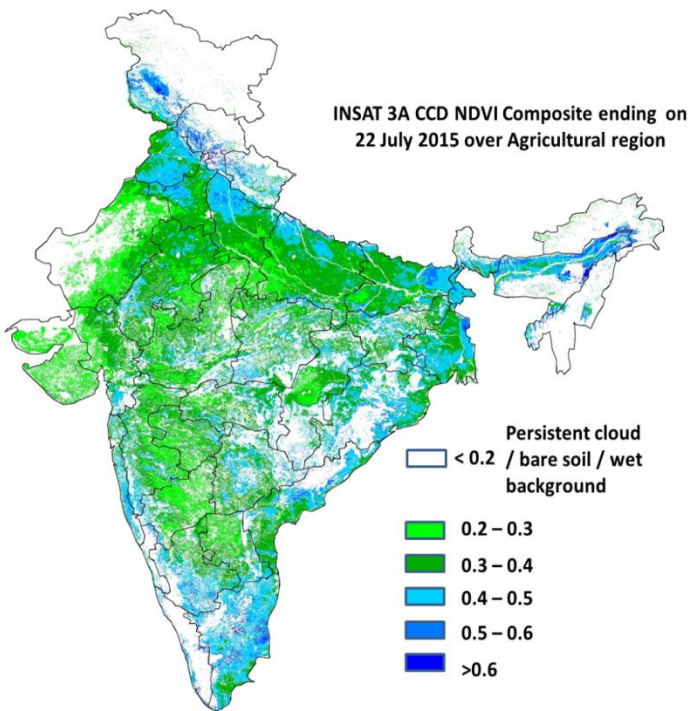 INSAT 3A CCD NDVI Composite ending on
22 July 2015 over Agricultural region
Persistent cloud
< 0.2 / bare soil / wet
background
0.2 – 0.3
0.3 – 0.4
0.4 – 0.5
0.5 – 0.6
>0.6